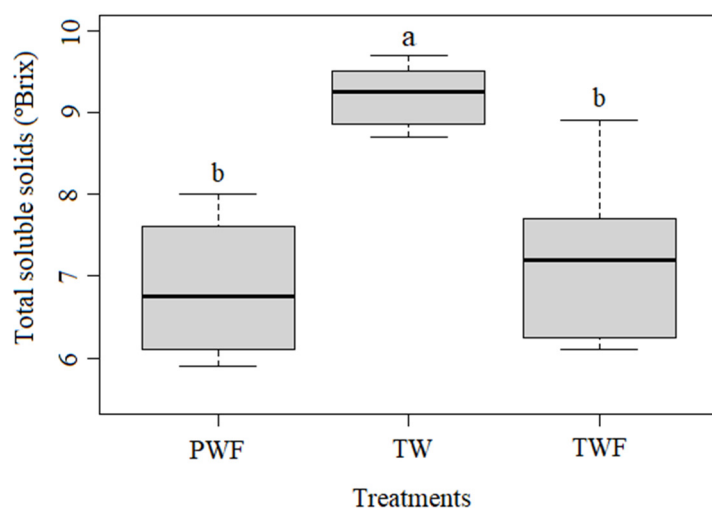 Total soluble solids (°Brix)
10
9
8
7
6
b
a
b
PWF
TW
TWF
Treatments